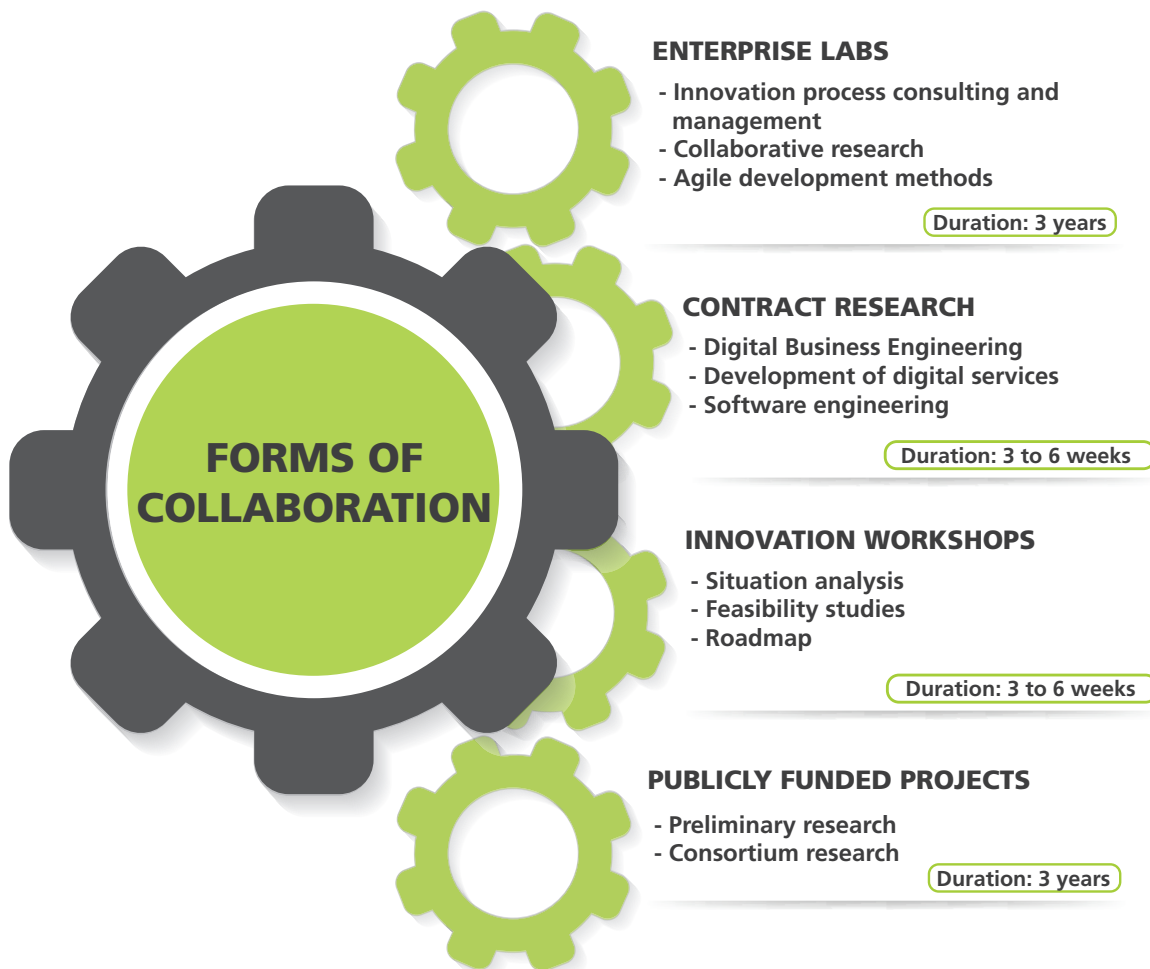 ENTERPRISE LABS
- Innovation process consulting and
management
- Collaborative research
- Agile development methods
Duration: 3 years
CONTRACT RESEARCH
- Digital Business Engineering
- Development of digital services
- Software engineering
Duration: 3 to 6 weeks
FORMS OF
COLLABORATION
INNOVATION WORKSHOPS
- Situation analysis
- Feasibility studies
- Roadmap
Duration: 3 to 6 weeks
PUBLICLY FUNDED PROJECTS
- Preliminary research
- Consortium research
Duration: 3 years